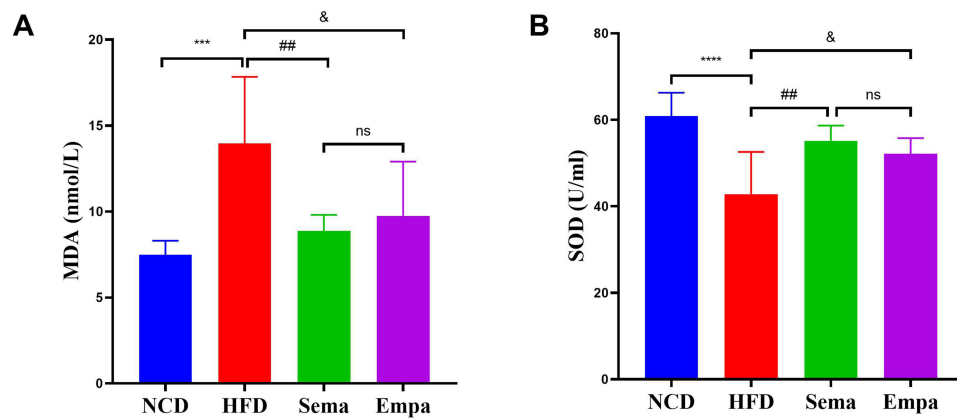 A
MDA (nmol/L)
20
15
10
5
0
***
&
##
ns
NCD HFD Sema Empa
B
SOD (U/ml)
80
60
40
20
0
****
&
##
ns
NCD HFD Sema Empa